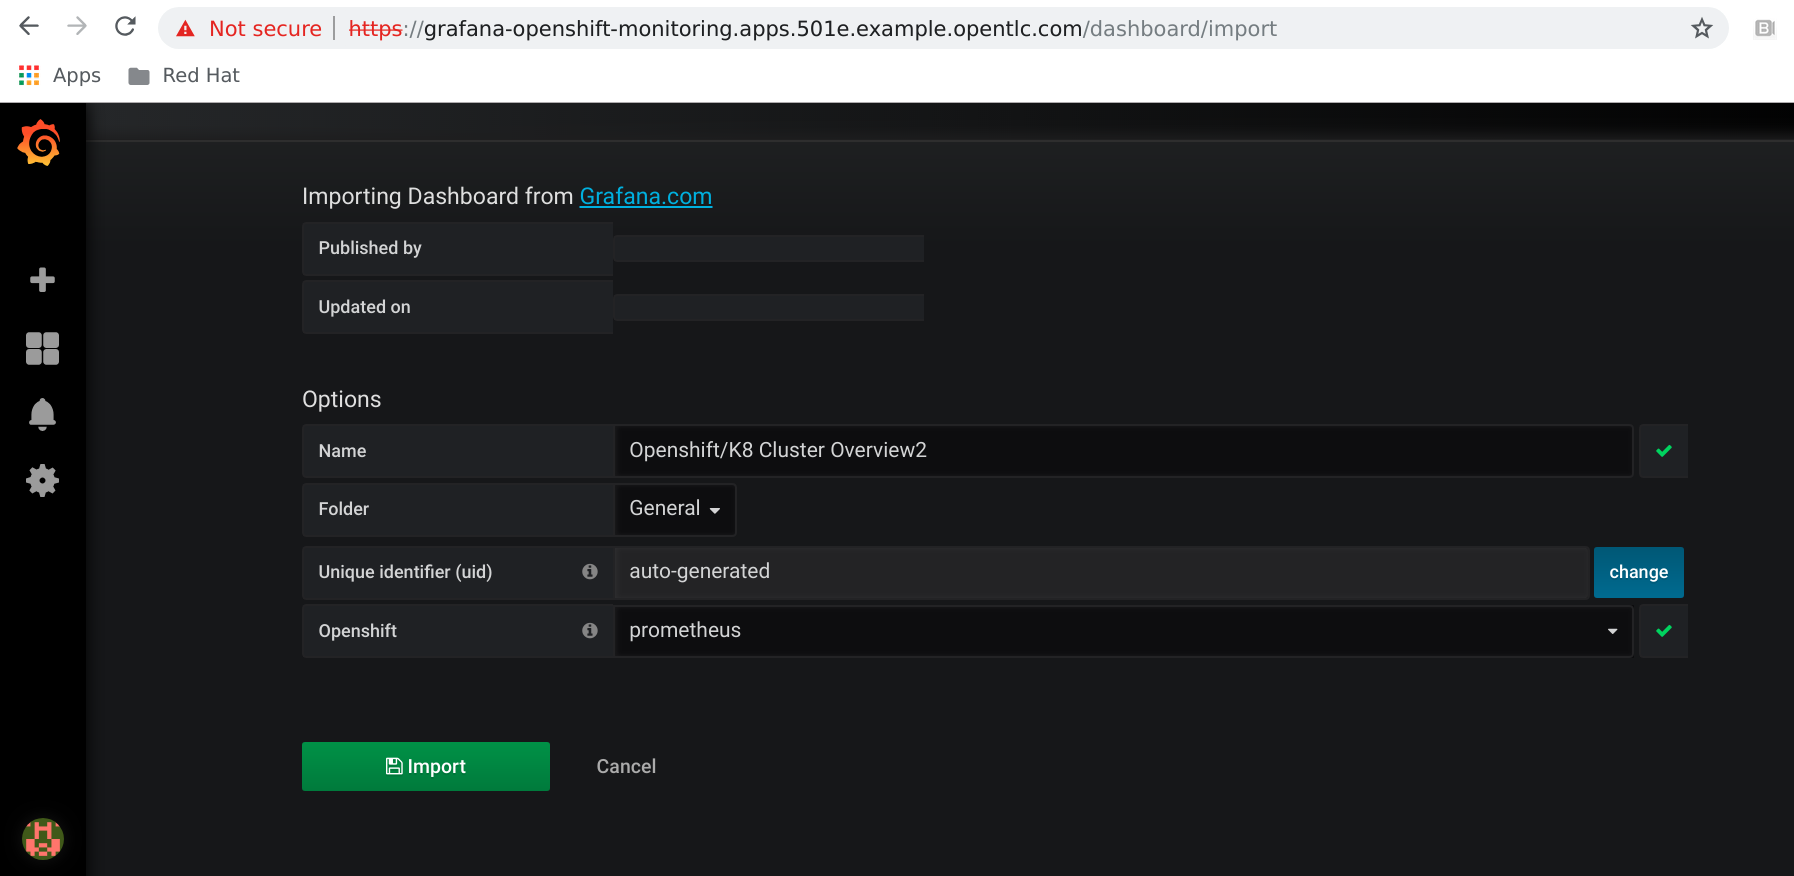 Not secure | https://grafana-openshift-monitoring.apps.501e.example.opentlc.com/dashboard/import
Apps Red Hat
Importing Dashboard from Grafana.com
Published by
Updated on
Options
Name Openshift/K8 Cluster Overview2
Folder General
Unique identifier (uid) auto-generated change
Openshift prometheus
Import Cancel